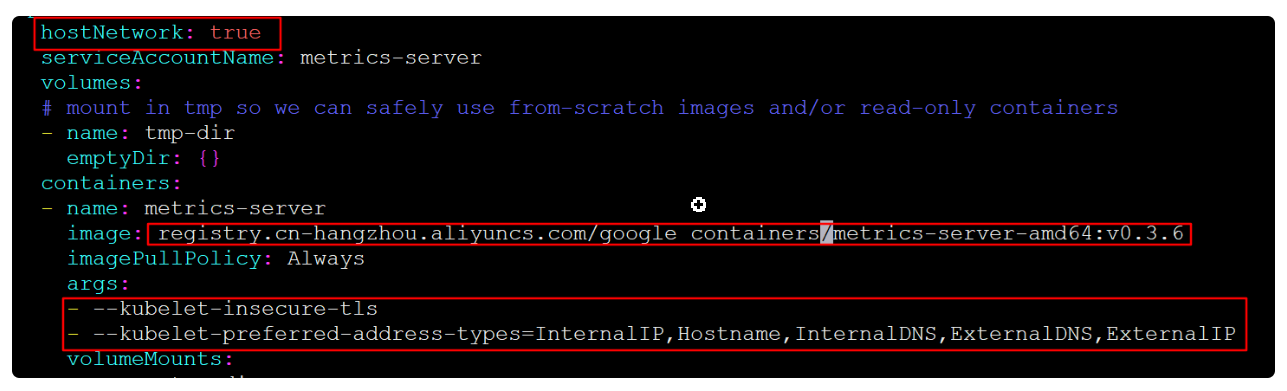 hostNetwork: true
serviceAccountName: metrics-server
volumes:
# mount in tmp so we can safely use from-scratch images and/or read-only containers
- name: tmp-dir
  emptyDir: {}
containers:
- name: metrics-server
  image: registry.cn-hangzhou.aliyuncs.com/google_containers/metrics-server-amd64:v0.3.6
  imagePullPolicy: Always
  args:
  - --kubelet-insecure-tls
  - --kubelet-preferred-address-types=InternalIP,Hostname,InternalDNS,ExternalDNS,ExternalIP
  volumeMounts: